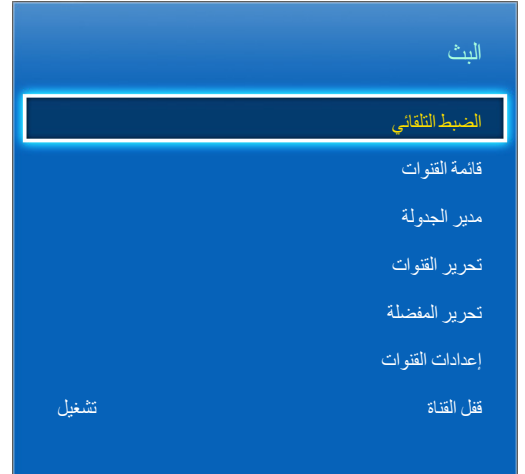 البث
الضبط التلقائي
قائمة القنوات
مدير الجدولة
تحرير القنوات
تحرير المفضلة
إعدادات القنوات
قفل القناة تشغيل